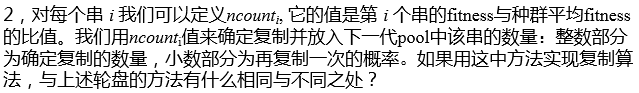 2，对每个串 i 我们可以定义ncountᵢ, 它的值是第 i 个串的fitness与种群平均fitness
的比值。我们用ncountᵢ值来确定复制并放入下一代pool中该串的数量：整数部分
为确定复制的数量，小数部分为再复制一次的概率。如果用这中方法实现复制算
法，与上述轮盘的方法有什么相同与不同之处？